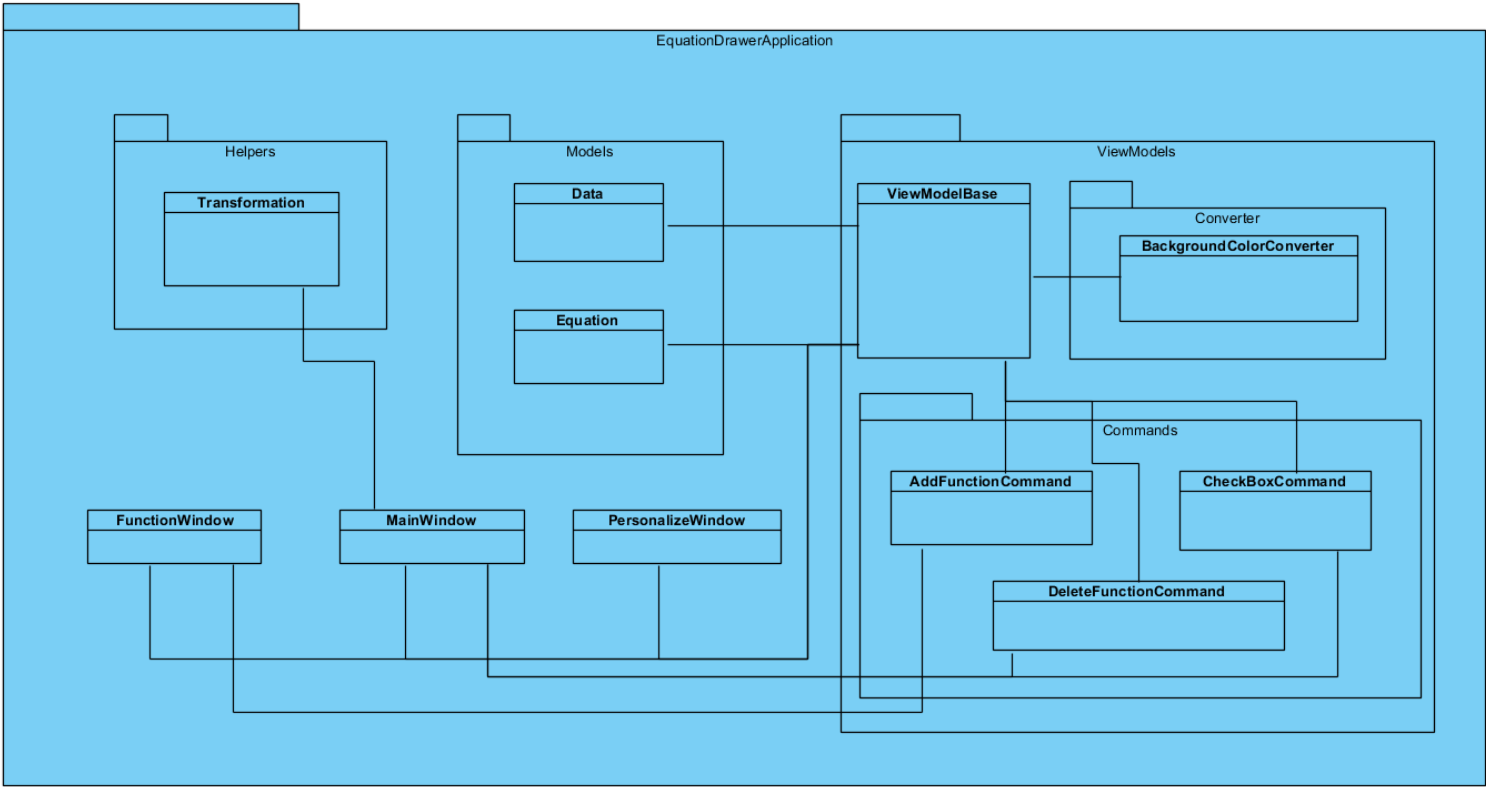 EquationDrawerApplication
Helpers
Transformation
Models
Data
Equation
ViewModels
ViewModelBase
Converter
BackgroundColorConverter
Commands
AddFunctionCommand
CheckBoxCommand
DeleteFunctionCommand
FunctionWindow
MainWindow
PersonalizeWindow